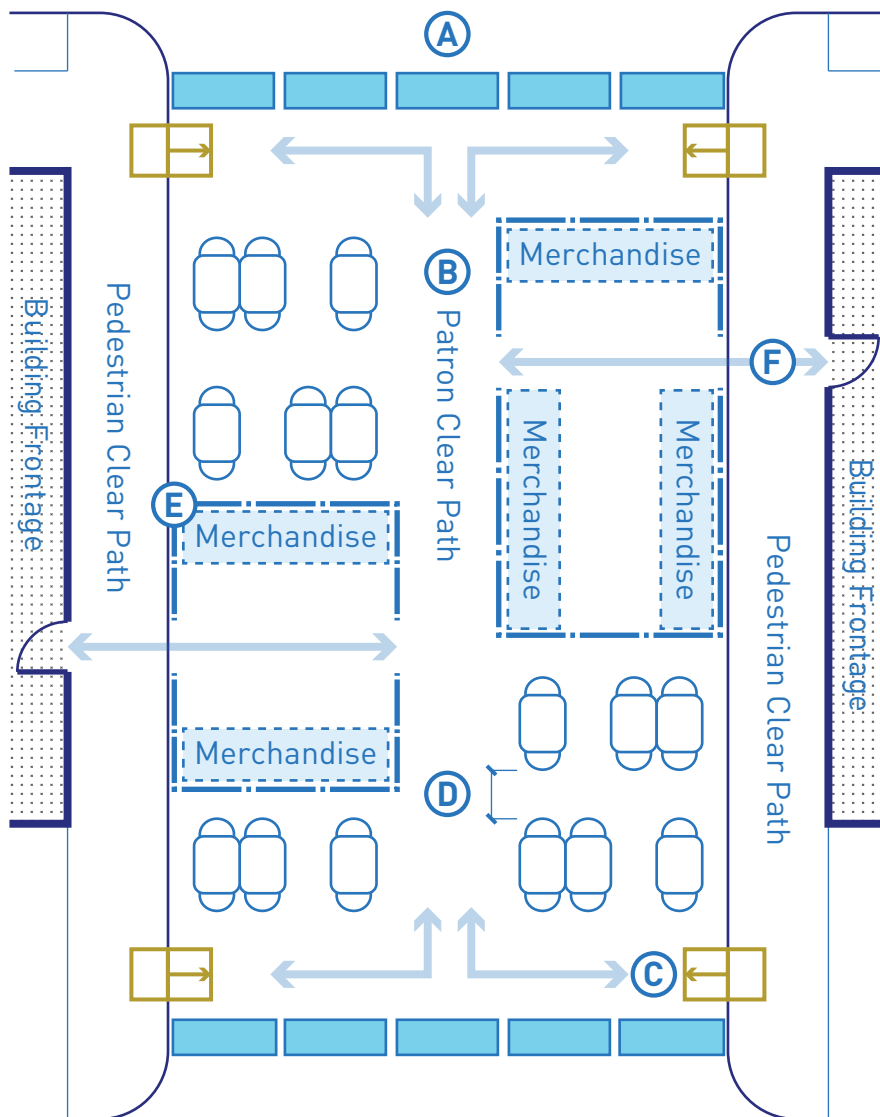 A
B
Merchandise
Building Frontage
Pedestrian Clear Path
Patron Clear Path
F
Merchandise
Merchandise
Building Frontage
E
Merchandise
Pedestrian Clear Path
Merchandise
D
C